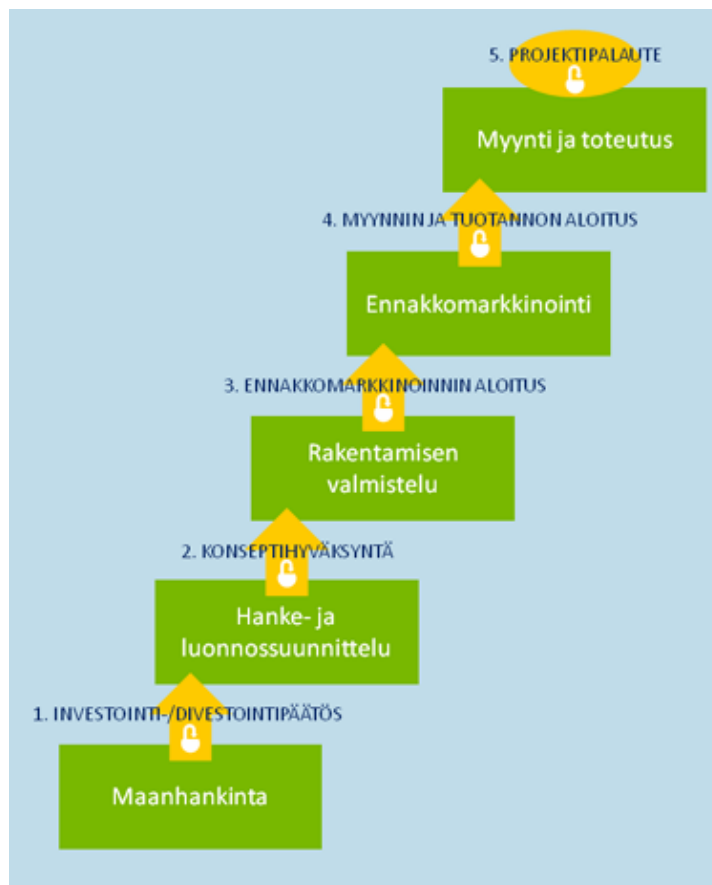 5. PROJEKTIPALAUTE
Myynti ja toteutus
4. MYYNNIN JA TUOTANNON ALOITUS
Ennakkomarkkinointi
3. ENNAKKOMARKKINOINNIN ALOITUS
Rakentamisen
valmistelu
2. KONSEPTIHYVÄKSYNTÄ
Hanke- ja
luonnossuunnittelu
1. INVESTOINTI-/DIVESTOINTIPÄÄTÖS
Maanhankinta